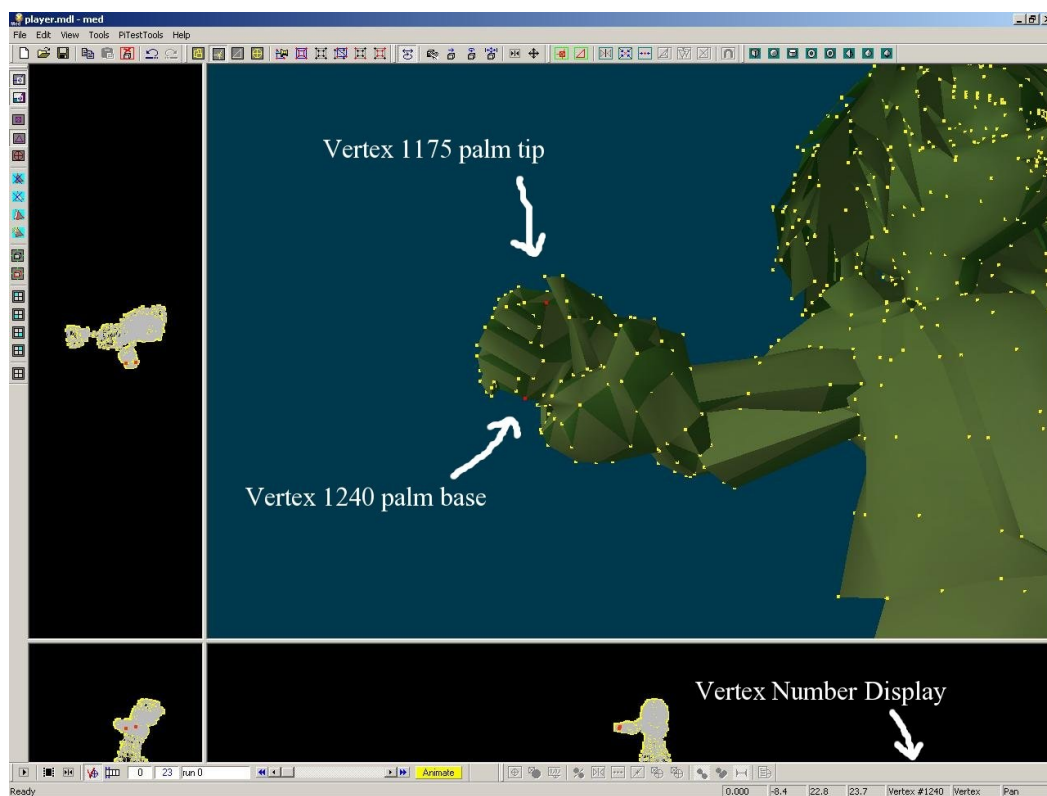 player.mdl - med
File Edit View Tools PiTestTools Help
Vertex 1175 palm tip
Vertex 1240 palm base
Vertex Number Display
0 23 run 0 Animate
Ready 0.000 -8.4 22.8 23.7 Vertex #1240 Vertex Pan